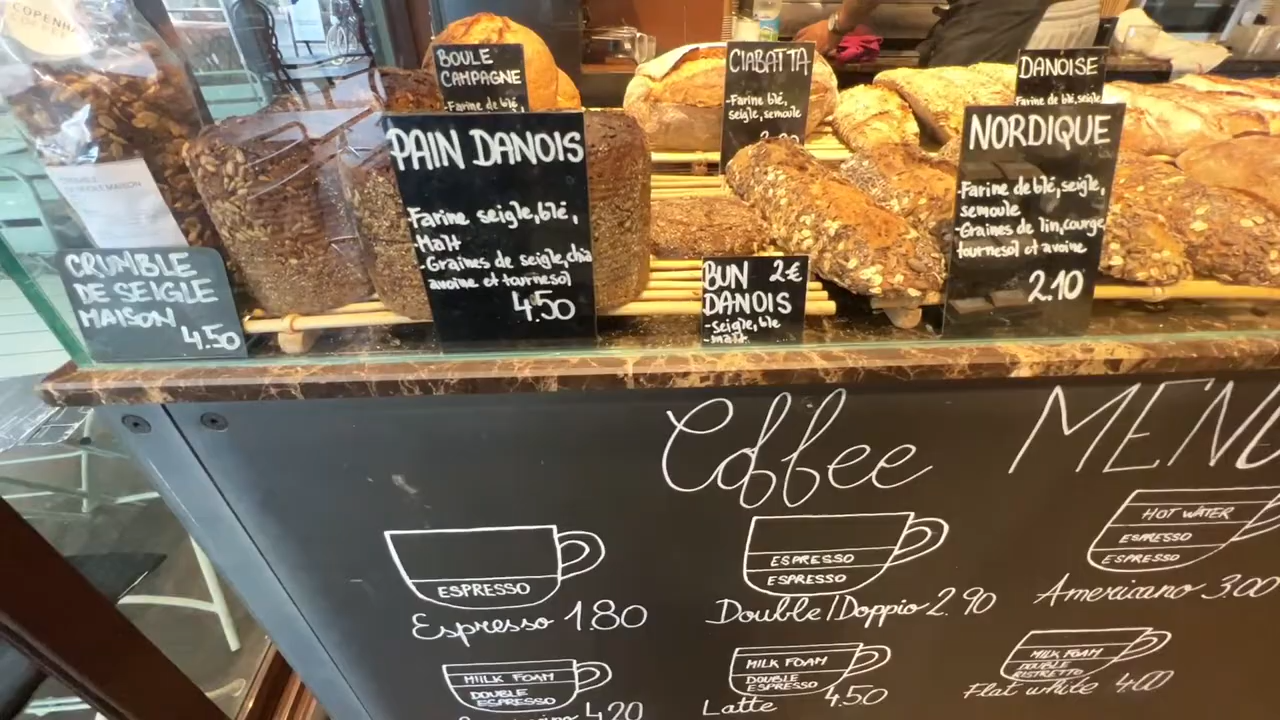 COPENHA
COFFEE
BOULE
CAMPAGNE
-Farine blé,
CIABATTA
-Farine blé,
seigle, semoule
DANOISE
Farine de blé, seigle
PAIN DANOIS
-Farine seigle, blé,
-Malt
-Graines de seigle, chia
avoine et tournesol
4.50
NORDIQUE
-Farine de blé, seigle,
semoule
-Graines de lin, courge,
tournesol et avoine
2.10
CRUMBLE
DE SEIGLE
MAISON
4.50
BUN 2€
DANOIS
-seigle, ble
-malt
Coffee MENU
ESPRESSO
Espresso 1.80
ESPRESSO
ESPRESSO
Double/Doppio 2.90
HOT WATER
ESPRESSO
ESPRESSO
Americano 3.00
MILK FOAM
DOUBLE
ESPRESSO
4.20
MILK FOAM
DOUBLE
ESPRESSO
Latte 4.50
MILK FOAM
DOUBLE
RISTRETTO
Flat white 4.00